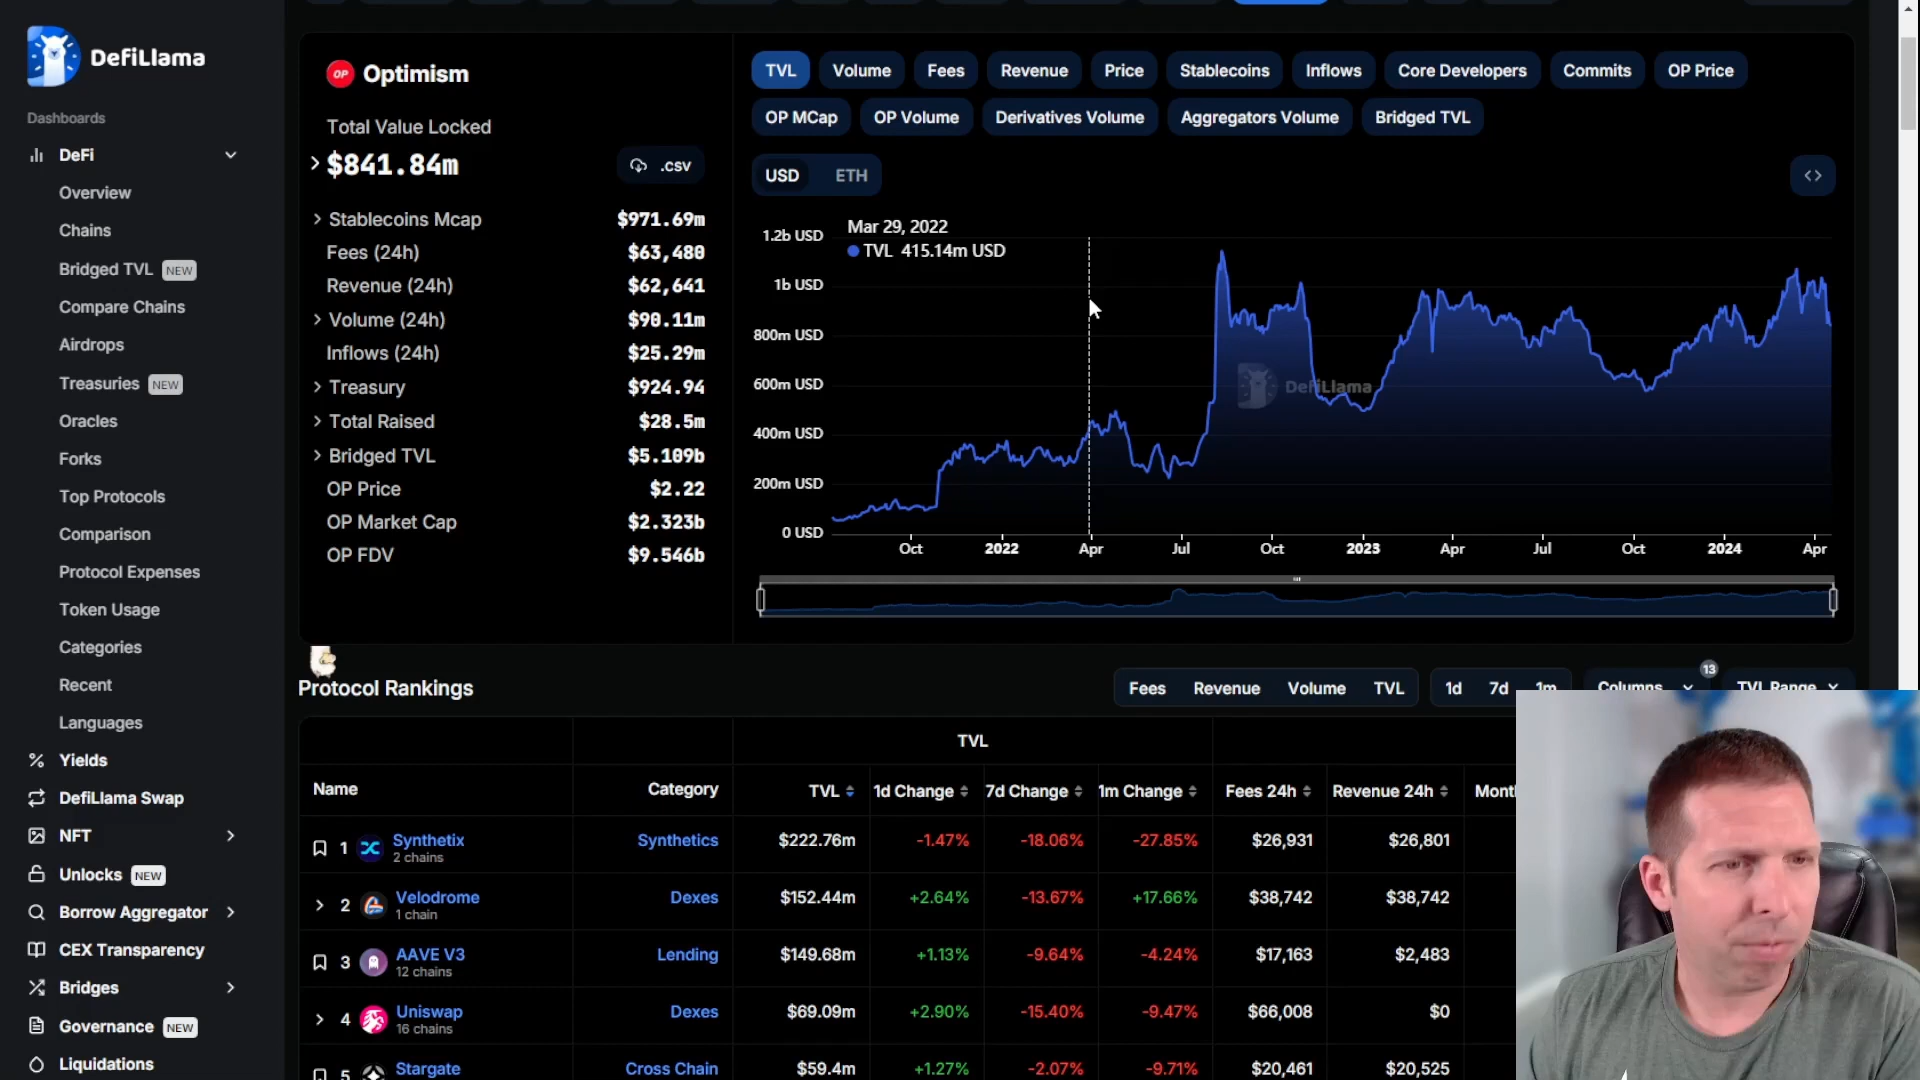 DefiLlama
Dashboards
DeFi
Overview
Chains
Bridged TVL NEW
Compare Chains
Airdrops
Treasuries NEW
Oracles
Forks
Top Protocols
Comparison
Protocol Expenses
Token Usage
Categories
Recent
Languages
Yields
DefiLlama Swap
NFT
Unlocks NEW
Borrow Aggregator
CEX Transparency
Bridges
Governance NEW
Liquidations
OP Optimism
Total Value Locked
$841.84m .csv
Stablecoins Mcap $971.69m
Fees (24h) $63,480
Revenue (24h) $62,641
Volume (24h) $90.11m
Inflows (24h) $25.29m
Treasury $924.94
Total Raised $28.5m
Bridged TVL $5.109b
OP Price $2.22
OP Market Cap $2.323b
OP FDV $9.546b
TVL Volume Fees Revenue Price Stablecoins Inflows Core Developers Commits OP Price
OP MCap OP Volume Derivatives Volume Aggregators Volume Bridged TVL
USD ETH
Mar 29, 2022
TVL 415.14m USD
1.2b USD
1b USD
800m USD
600m USD
400m USD
200m USD
0 USD
DefiLlama
Oct 2022 Apr Jul Oct 2023 Apr Jul Oct 2024 Apr
Protocol Rankings
Fees Revenue Volume TVL 1d 7d 1m Columns 13 TVL Range
TVL
Name Category TVL 1d Change 7d Change 1m Change Fees 24h Revenue 24h
1 Synthetix Synthetics $222.76m -1.47% -18.06% -27.85% $26,931 $26,801
2 chains
2 Velodrome Dexes $152.44m +2.64% -13.67% +17.66% $38,742 $38,742
1 chain
3 AAVE V3 Lending $149.68m +1.13% -9.64% -4.24% $17,163 $2,483
12 chains
4 Uniswap Dexes $69.09m +2.90% -15.40% -9.47% $66,008 $0
16 chains
5 Stargate Cross Chain $59.4m +1.27% -2.07% -9.71% $20,461 $20,525